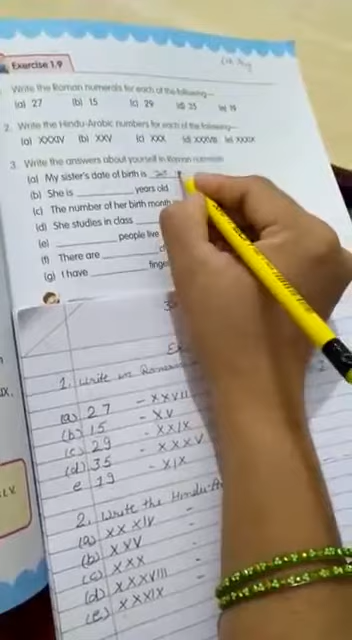 Exercise 1.9
Write the Roman numerals for each of the following—
(a) 27 (b) 15 (c) 29 (d) 35 (e) 19
2. Write the Hindu-Arabic numbers for each of the following—
(a) XXXIV (b) XXV (c) XXX (d) XXXVIII (e) XXXIX
3. Write the answers about yourself in Roman numerals
(a) My sister's date of birth is
(b) She is ________ years old
(c) The number of her birth month
(d) She studies in class ________
(e) ________ people live
(f) There are ________
(g) I have ________ finge
1. Write in Roman
(a) 27 - XXVII
(b) 15 - XV
(c) 29 - XXIX
(d) 35 - XXXV
e 19 - XIX
2. Write the Hindu-A
(a) XXXIV -
(b) XXV -
(c) XXX -
(d) XXXVIII -
(e) XXXIX